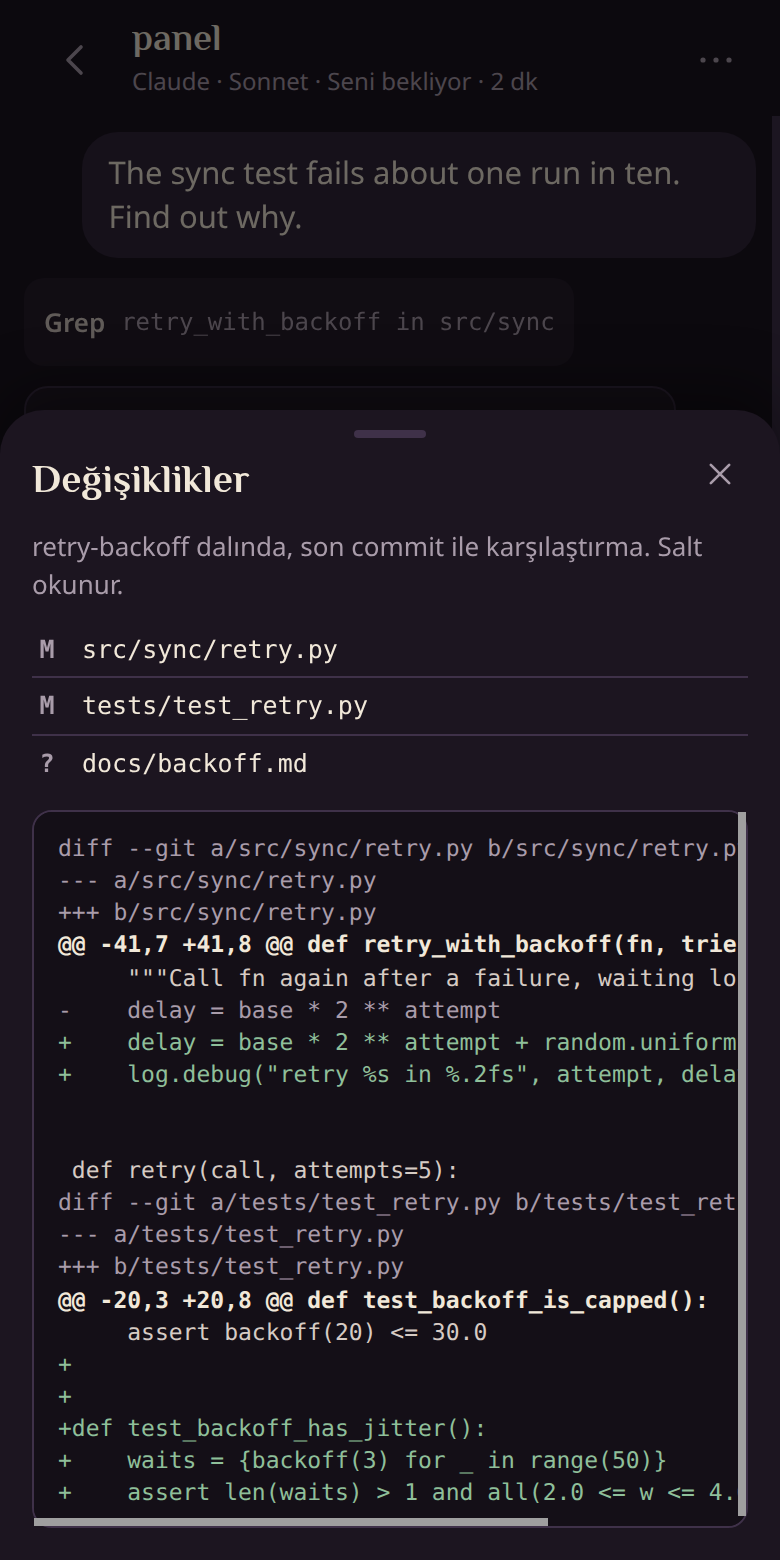 panel
Claude · Sonnet · Seni bekliyor · 2 dk
The sync test fails about one run in ten.
Find out why.
Grep retry_with_backoff in src/sync
Değişiklikler
retry-backoff dalında, son commit ile karşılaştırma. Salt
okunur.
M src/sync/retry.py
M tests/test_retry.py
? docs/backoff.md
diff --git a/src/sync/retry.py b/src/sync/retry.p
--- a/src/sync/retry.py
+++ b/src/sync/retry.py
@@ -41,7 +41,8 @@ def retry_with_backoff(fn, trie
     """Call fn again after a failure, waiting lo
-    delay = base * 2 ** attempt
+    delay = base * 2 ** attempt + random.uniform
+    log.debug("retry %s in %.2fs", attempt, dela
 def retry(call, attempts=5):
diff --git a/tests/test_retry.py b/tests/test_ret
--- a/tests/test_retry.py
+++ b/tests/test_retry.py
@@ -20,3 +20,8 @@ def test_backoff_is_capped():
     assert backoff(20) <= 30.0
+
+
+def test_backoff_has_jitter():
+    waits = {backoff(3) for _ in range(50)}
+    assert len(waits) > 1 and all(2.0 <= w <= 4.